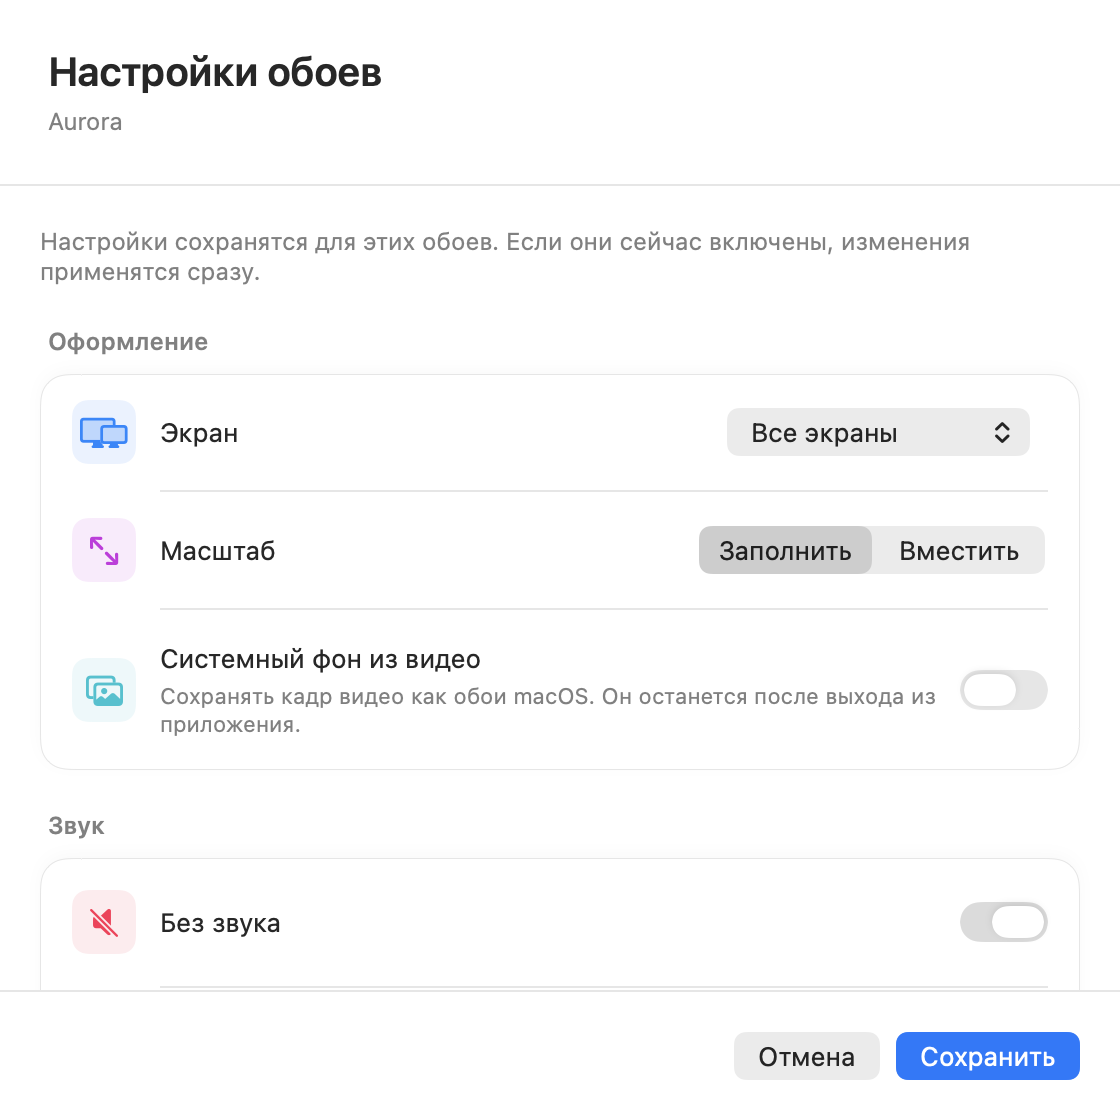 Настройки обоев
Aurora
Настройки сохранятся для этих обоев. Если они сейчас включены, изменения
применятся сразу.
Оформление
Экран
Все экраны
Масштаб
Заполнить
Вместить
Системный фон из видео
Сохранять кадр видео как обои macOS. Он останется после выхода из
приложения.
Звук
Без звука
Отмена
Сохранить